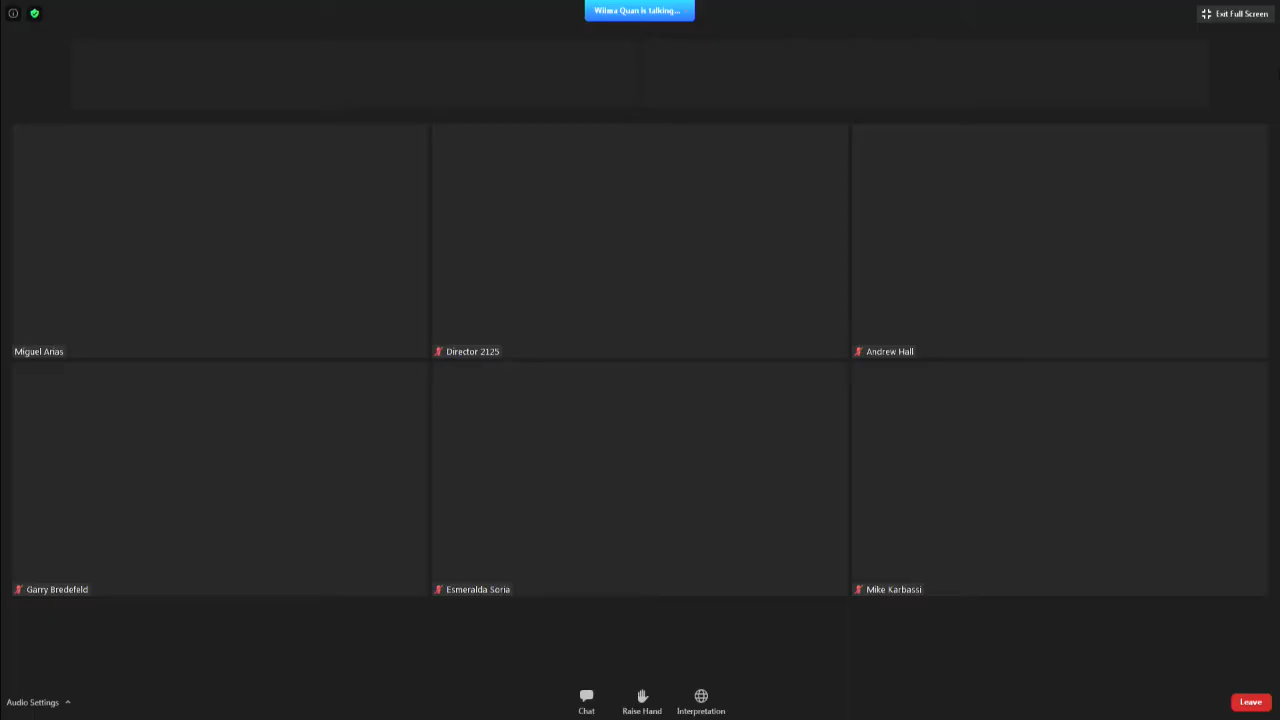 Wilma Quan is talking...
Exit Full Screen
Miguel Arias
Director 2125
Andrew Hall
Garry Bredefeld
Esmeralda Soria
Mike Karbassi
Audio Settings
Chat
Raise Hand
Interpretation
Leave